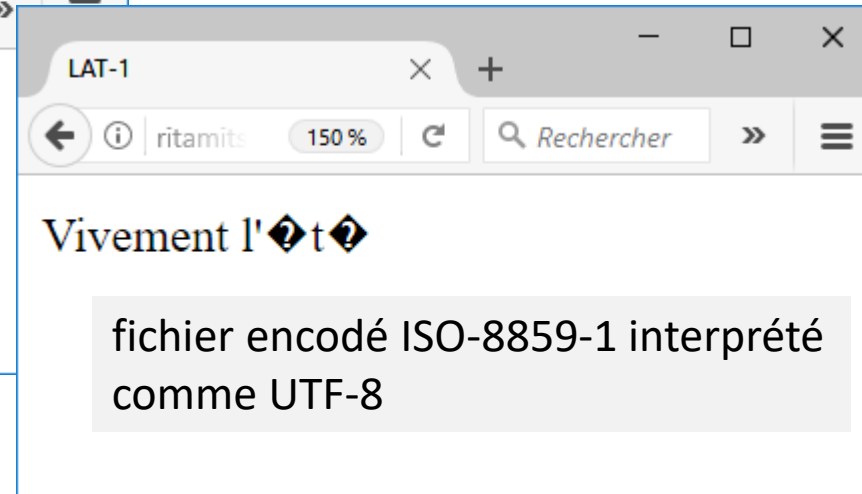 LAT-1
ritamits
150 %
Rechercher
Vivement l'�t�
fichier encodé ISO-8859-1 interprété
comme UTF-8